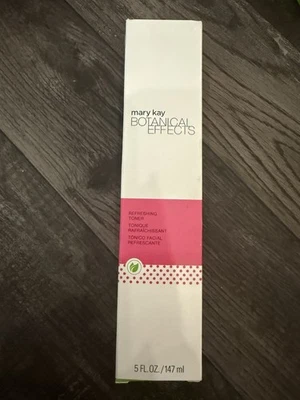 mary kay
BOTANICAL
EFFECTS
REFRESHING
TONER
TONIQUE
RAFRAÎCHISSANT
TÓNICO FACIAL
REFRESCANTE
5 FL. OZ. / 147 ml